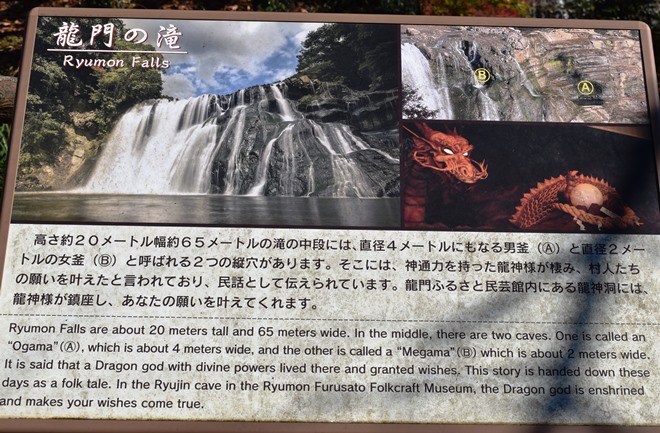 龍門の滝
Ryumon Falls
B
A
高さ約20メートル幅約65メートルの滝の中段には、直径4メートルにもなる男釜（A）と直径2メー
トルの女釜（B）と呼ばれる2つの縦穴があります。そこには、神通力を持った龍神様が棲み、村人たち
の願いを叶えたと言われており、民話として伝えられています。龍門ふるさと民芸館内にある龍神洞には、
龍神様が鎮座し、あなたの願いを叶えてくれます。
Ryumon Falls are about 20 meters tall and 65 meters wide. In the middle, there are two caves. One is called an
"Ogama"(A), which is about 4 meters wide, and the other is called a "Megama"(B) which is about 2 meters wide.
It is said that a Dragon god with divine powers lived there and granted wishes. This story is handed down these
days as a folk tale. In the Ryujin cave in the Ryumon Furusato Folkcraft Museum, the Dragon god is enshrined
and makes your wishes come true.